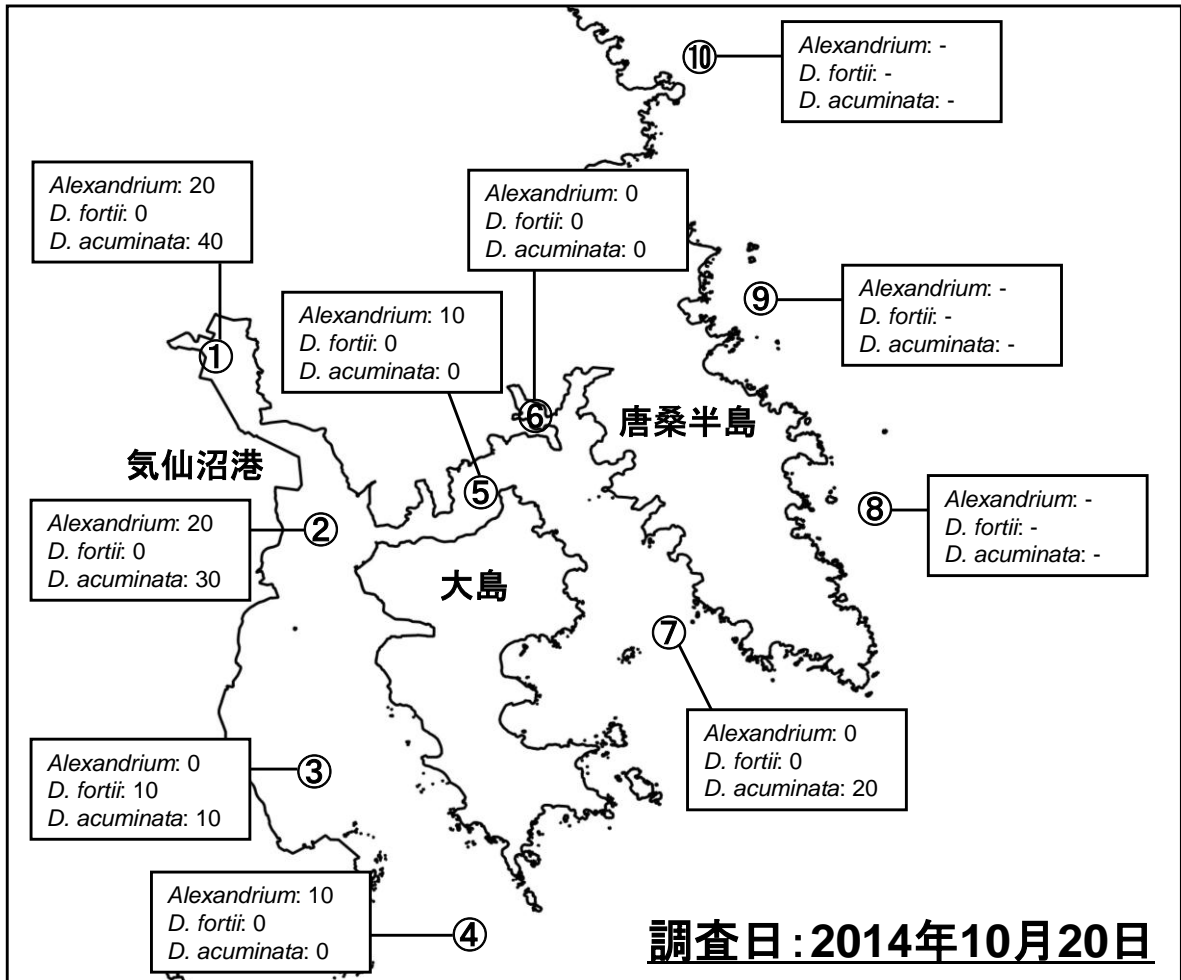 ⑩
Alexandrium: -
D. fortii: -
D. acuminata: -
Alexandrium: 20
D. fortii: 0
D. acuminata: 40
①
Alexandrium: 0
D. fortii: 0
D. acuminata: 0
⑥
Alexandrium: -
D. fortii: -
D. acuminata: -
⑨
Alexandrium: 10
D. fortii: 0
D. acuminata: 0
⑤
唐桑半島
気仙沼港
Alexandrium: 20
D. fortii: 0
D. acuminata: 30
②
⑧
Alexandrium: -
D. fortii: -
D. acuminata: -
大島
⑦
Alexandrium: 0
D. fortii: 0
D. acuminata: 20
Alexandrium: 0
D. fortii: 10
D. acuminata: 10
③
Alexandrium: 10
D. fortii: 0
D. acuminata: 0
④
調査日:2014年10月20日